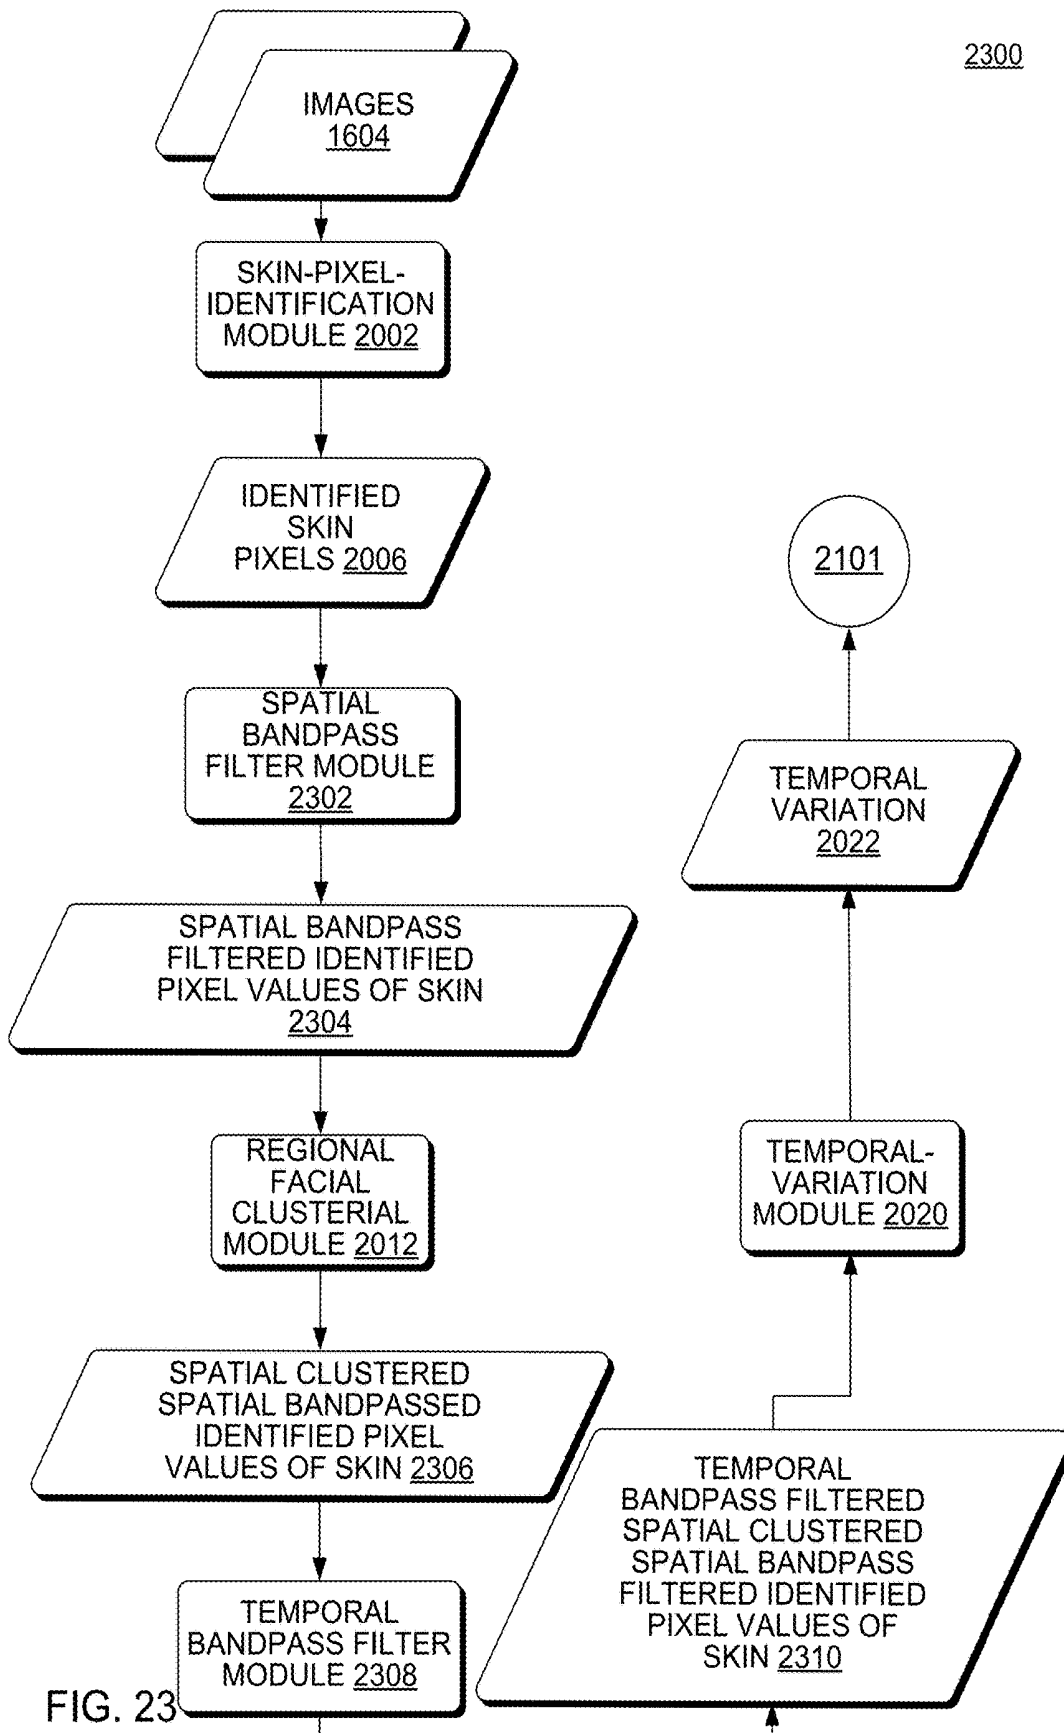 2300
IMAGES
1604
SKIN-PIXEL-
IDENTIFICATION
MODULE 2002
IDENTIFIED
SKIN
PIXELS 2006
SPATIAL
BANDPASS
FILTER MODULE
2302
SPATIAL BANDPASS
FILTERED IDENTIFIED
PIXEL VALUES OF SKIN
2304
REGIONAL
FACIAL
CLUSTERIAL
MODULE 2012
SPATIAL CLUSTERED
SPATIAL BANDPASSED
IDENTIFIED PIXEL
VALUES OF SKIN 2306
TEMPORAL
BANDPASS FILTER
MODULE 2308
TEMPORAL
BANDPASS FILTERED
SPATIAL CLUSTERED
SPATIAL BANDPASS
FILTERED IDENTIFIED
PIXEL VALUES OF
SKIN 2310
TEMPORAL-
VARIATION
MODULE 2020
TEMPORAL
VARIATION
2022
2101
FIG. 23